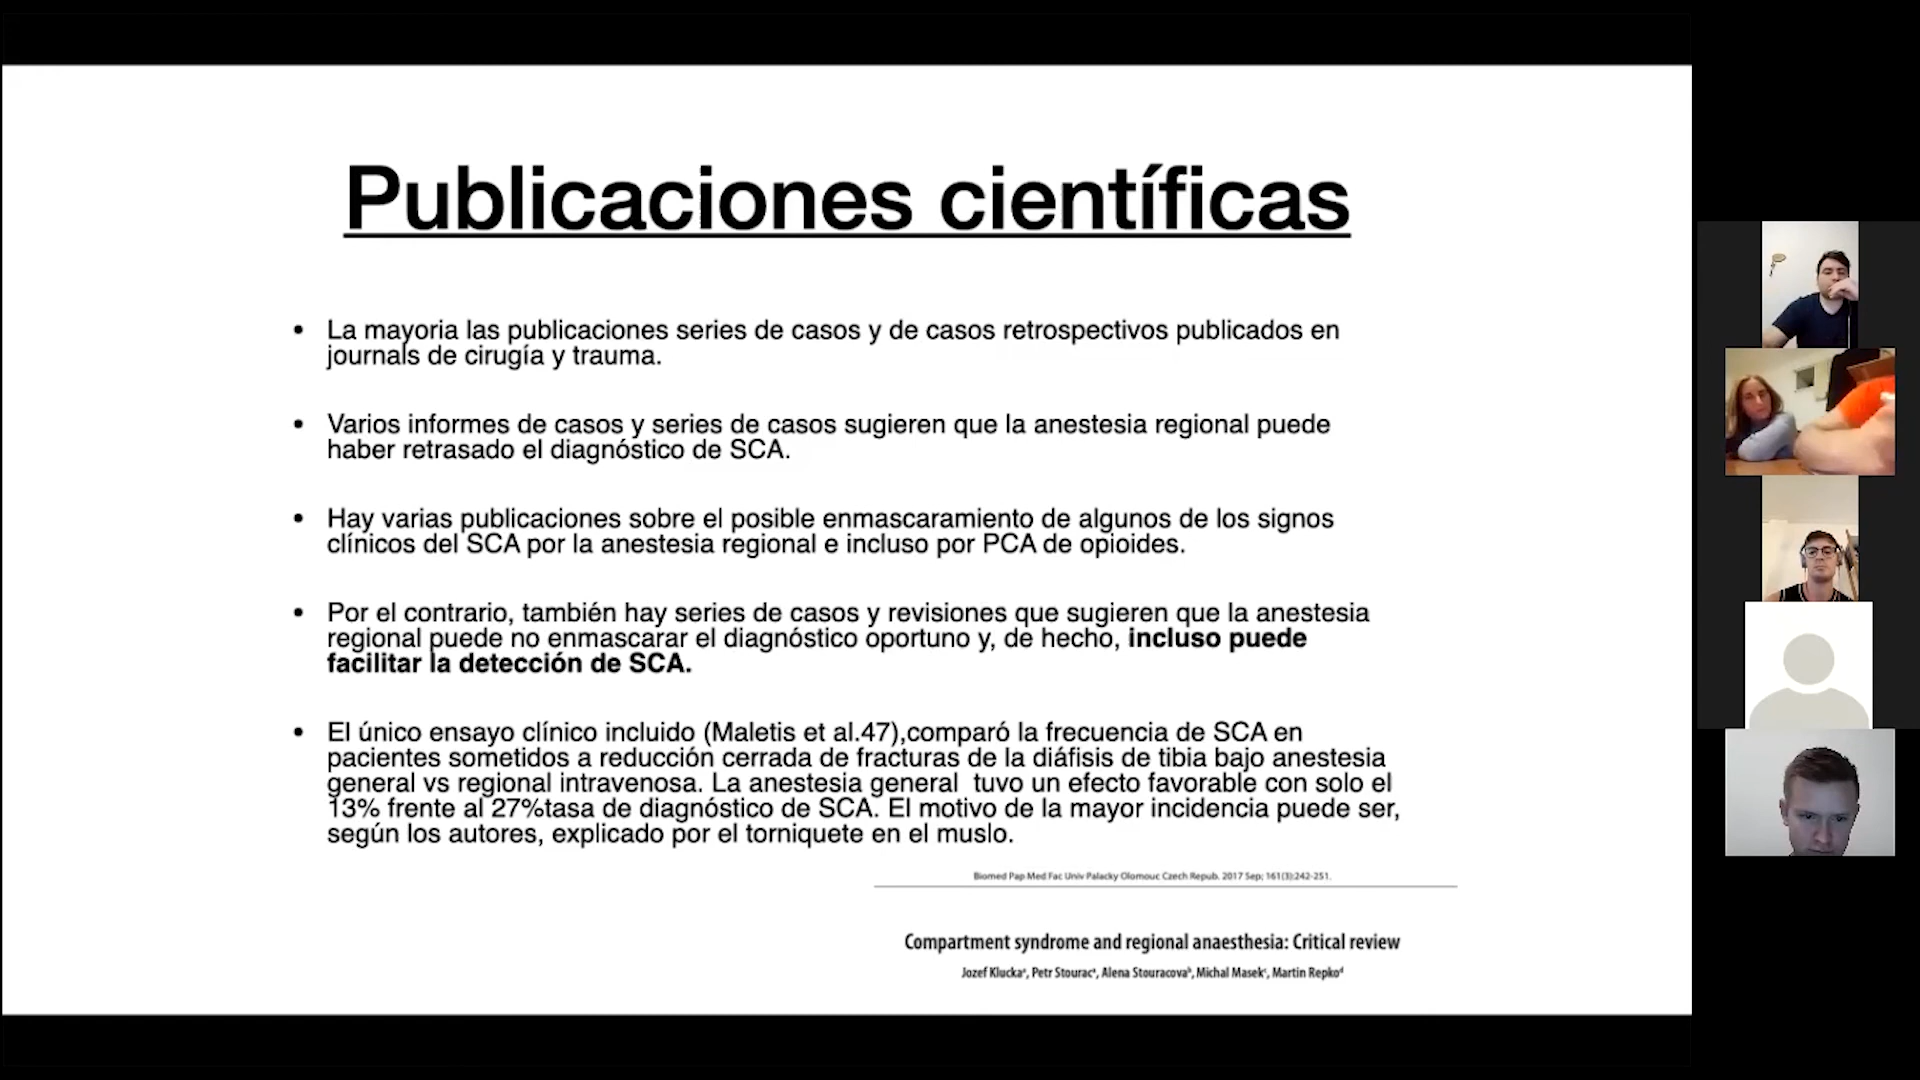 Publicaciones científicas
• La mayoria las publicaciones series de casos y de casos retrospectivos publicados en
journals de cirugía y trauma.
• Varios informes de casos y series de casos sugieren que la anestesia regional puede
haber retrasado el diagnóstico de SCA.
• Hay varias publicaciones sobre el posible enmascaramiento de algunos de los signos
clínicos del SCA por la anestesia regional e incluso por PCA de opioides.
• Por el contrario, también hay series de casos y revisiones que sugieren que la anestesia
regional puede no enmascarar el diagnóstico oportuno y, de hecho, incluso puede
facilitar la detección de SCA.
• El único ensayo clínico incluido (Maletis et al.47),comparó la frecuencia de SCA en
pacientes sometidos a reducción cerrada de fracturas de la diáfisis de tibia bajo anestesia
general vs regional intravenosa. La anestesia general  tuvo un efecto favorable con solo el
13% frente al 27%tasa de diagnóstico de SCA. El motivo de la mayor incidencia puede ser,
según los autores, explicado por el torniquete en el muslo.
Biomed Pap Med Fac Univ Palacky Olomouc Czech Repub. 2017 Sep; 161(3):242-251.
Compartment syndrome and regional anaesthesia: Critical review
Jozef Kluckaᵃ, Petr Stouracᵃ, Alena Stouracovaᵇ, Michal Masekᶜ, Martin Repkoᵈ